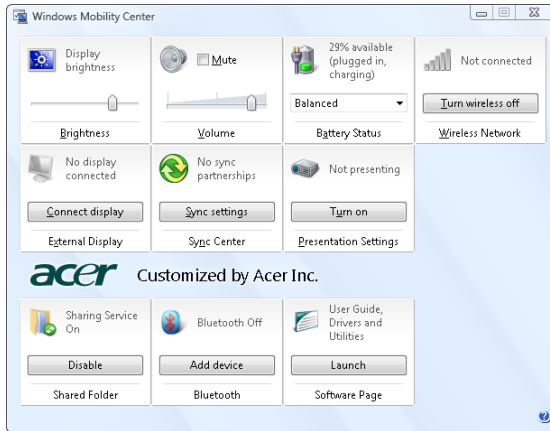 Windows Mobility Center
Display
brightness
Brightness
Mute
Volume
29% available
(plugged in,
charging)
Balanced
Battery Status
Not connected
Turn wireless off
Wireless Network
No display
connected
Connect display
External Display
No sync
partnerships
Sync settings
Sync Center
Not presenting
Turn on
Presentation Settings
acer Customized by Acer Inc.
Sharing Service
On
Disable
Shared Folder
Bluetooth Off
Add device
Bluetooth
User Guide,
Drivers and
Utilities
Launch
Software Page